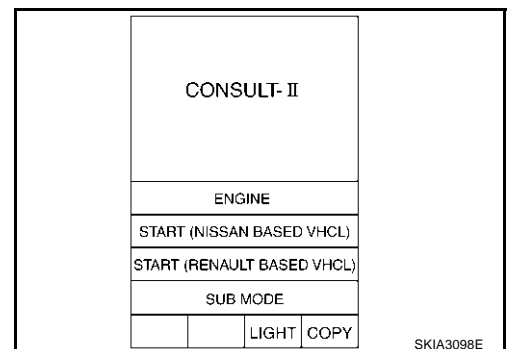 CONSULT-II
ENGINE
START (NISSAN BASED VHCL)
START (RENAULT BASED VHCL)
SUB MODE
LIGHT COPY
SKIA3098E